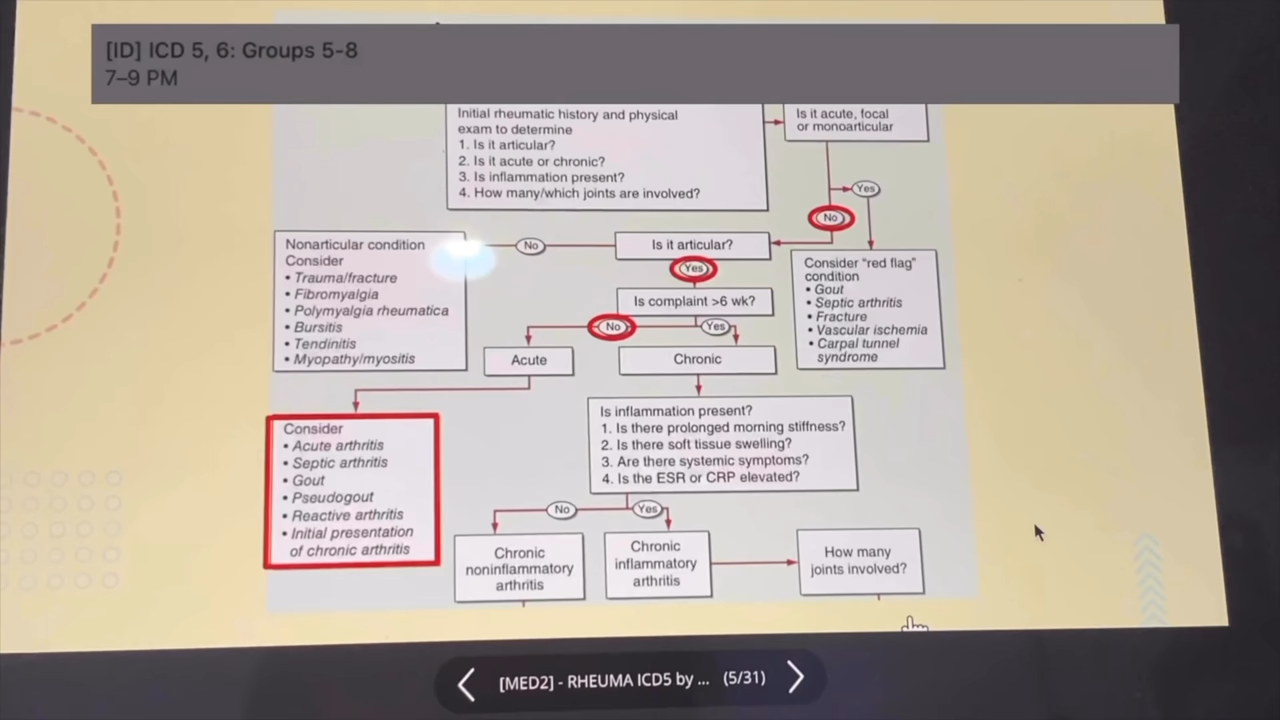 [ID] ICD 5, 6: Groups 5-8
7–9 PM
Initial rheumatic history and physical
exam to determine
1. Is it articular?
2. Is it acute or chronic?
3. Is inflammation present?
4. How many/which joints are involved?
Is it acute, focal
or monoarticular
Yes
No
Nonarticular condition
Consider
• Trauma/fracture
• Fibromyalgia
• Polymyalgia rheumatica
• Bursitis
• Tendinitis
• Myopathy/myositis
No
Is it articular?
Yes
Consider "red flag"
condition
• Gout
• Septic arthritis
• Fracture
• Vascular ischemia
• Carpal tunnel
syndrome
Is complaint >6 wk?
No
Yes
Acute
Chronic
Consider
• Acute arthritis
• Septic arthritis
• Gout
• Pseudogout
• Reactive arthritis
• Initial presentation
of chronic arthritis
Is inflammation present?
1. Is there prolonged morning stiffness?
2. Is there soft tissue swelling?
3. Are there systemic symptoms?
4. Is the ESR or CRP elevated?
No
Yes
Chronic
noninflammatory
arthritis
Chronic
inflammatory
arthritis
How many
joints involved?
[MED2] - RHEUMA ICD5 by ... (5/31)